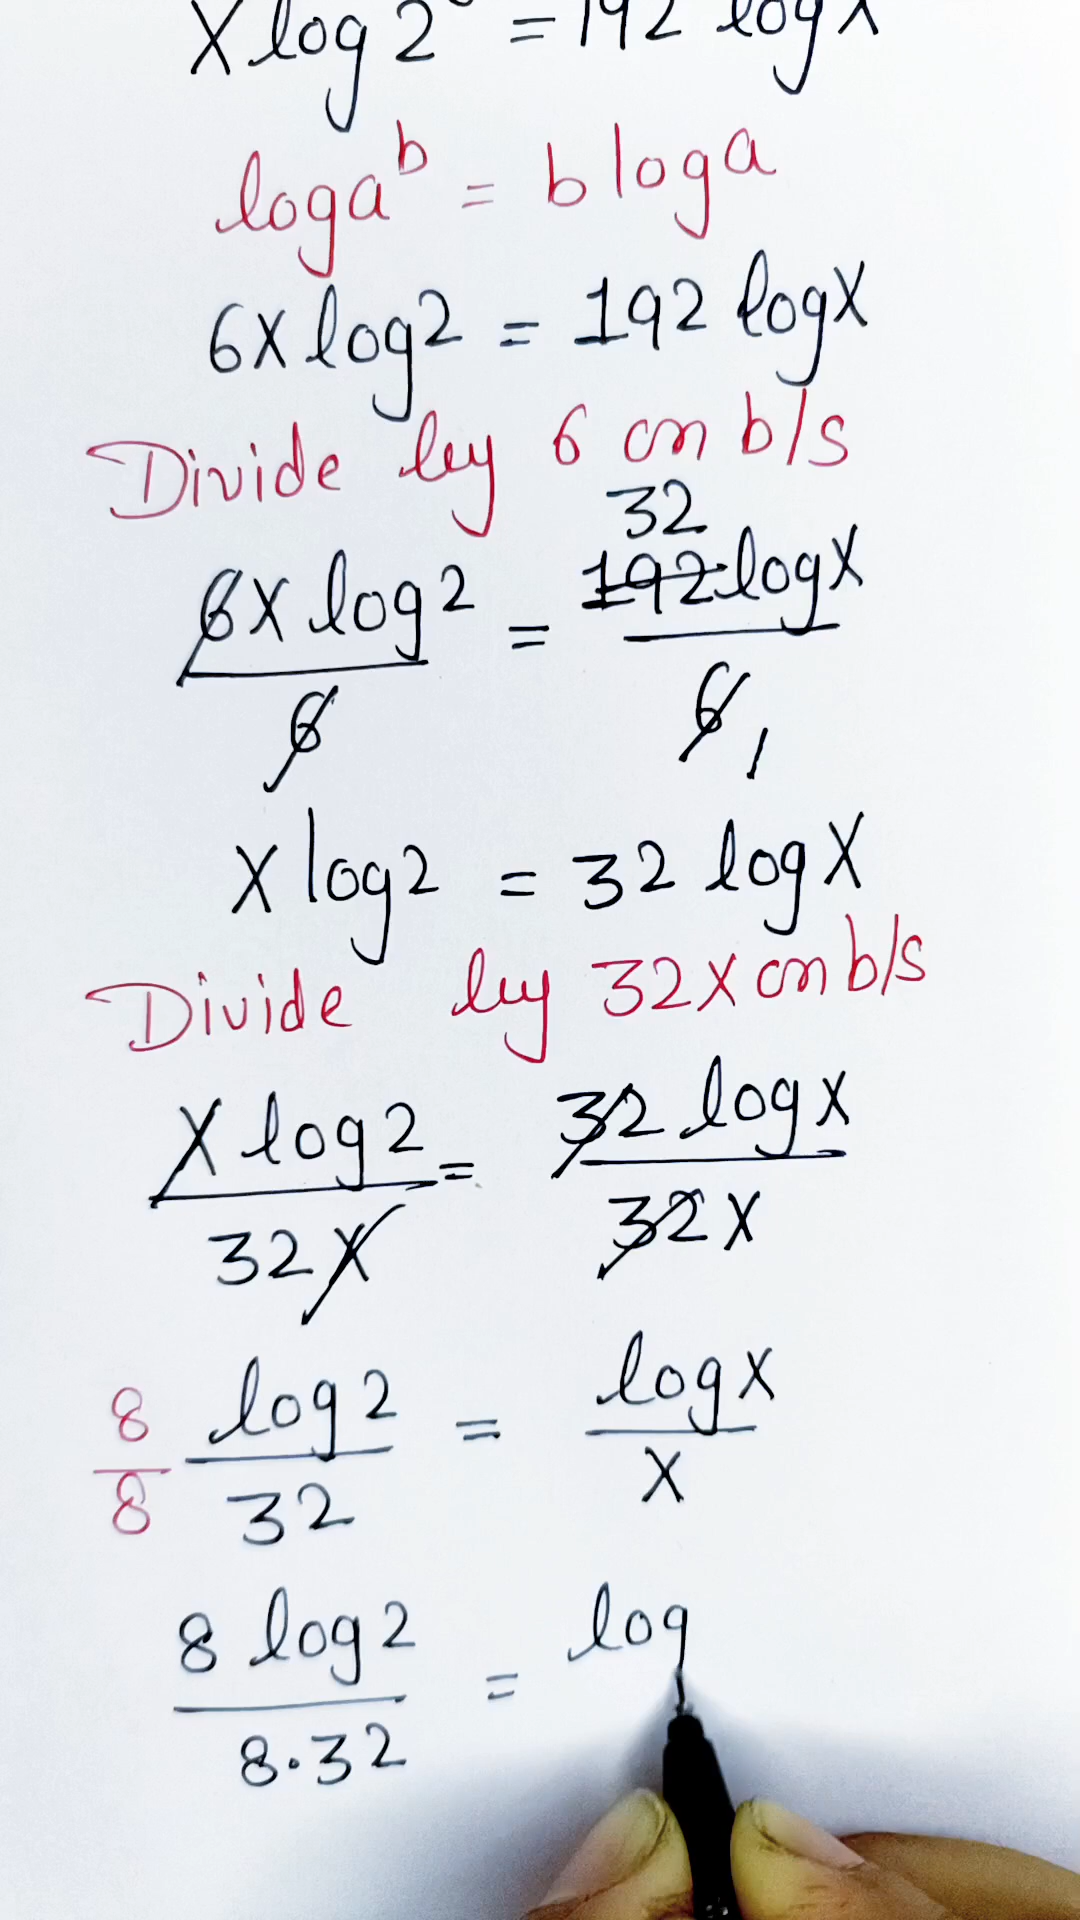 x log 2⁶ = 192 log x
log aᵇ = b log a
6x log 2 = 192 log x
Divide by 6 on b/s
32
6x log 2 / 6 = 192 log x / 6 1
x log 2 = 32 log x
Divide by 32x on b/s
x log 2 / 32x = 32 log x / 32x
8/8 log 2 / 32 = log x / x
8 log 2 / 8·32 = log